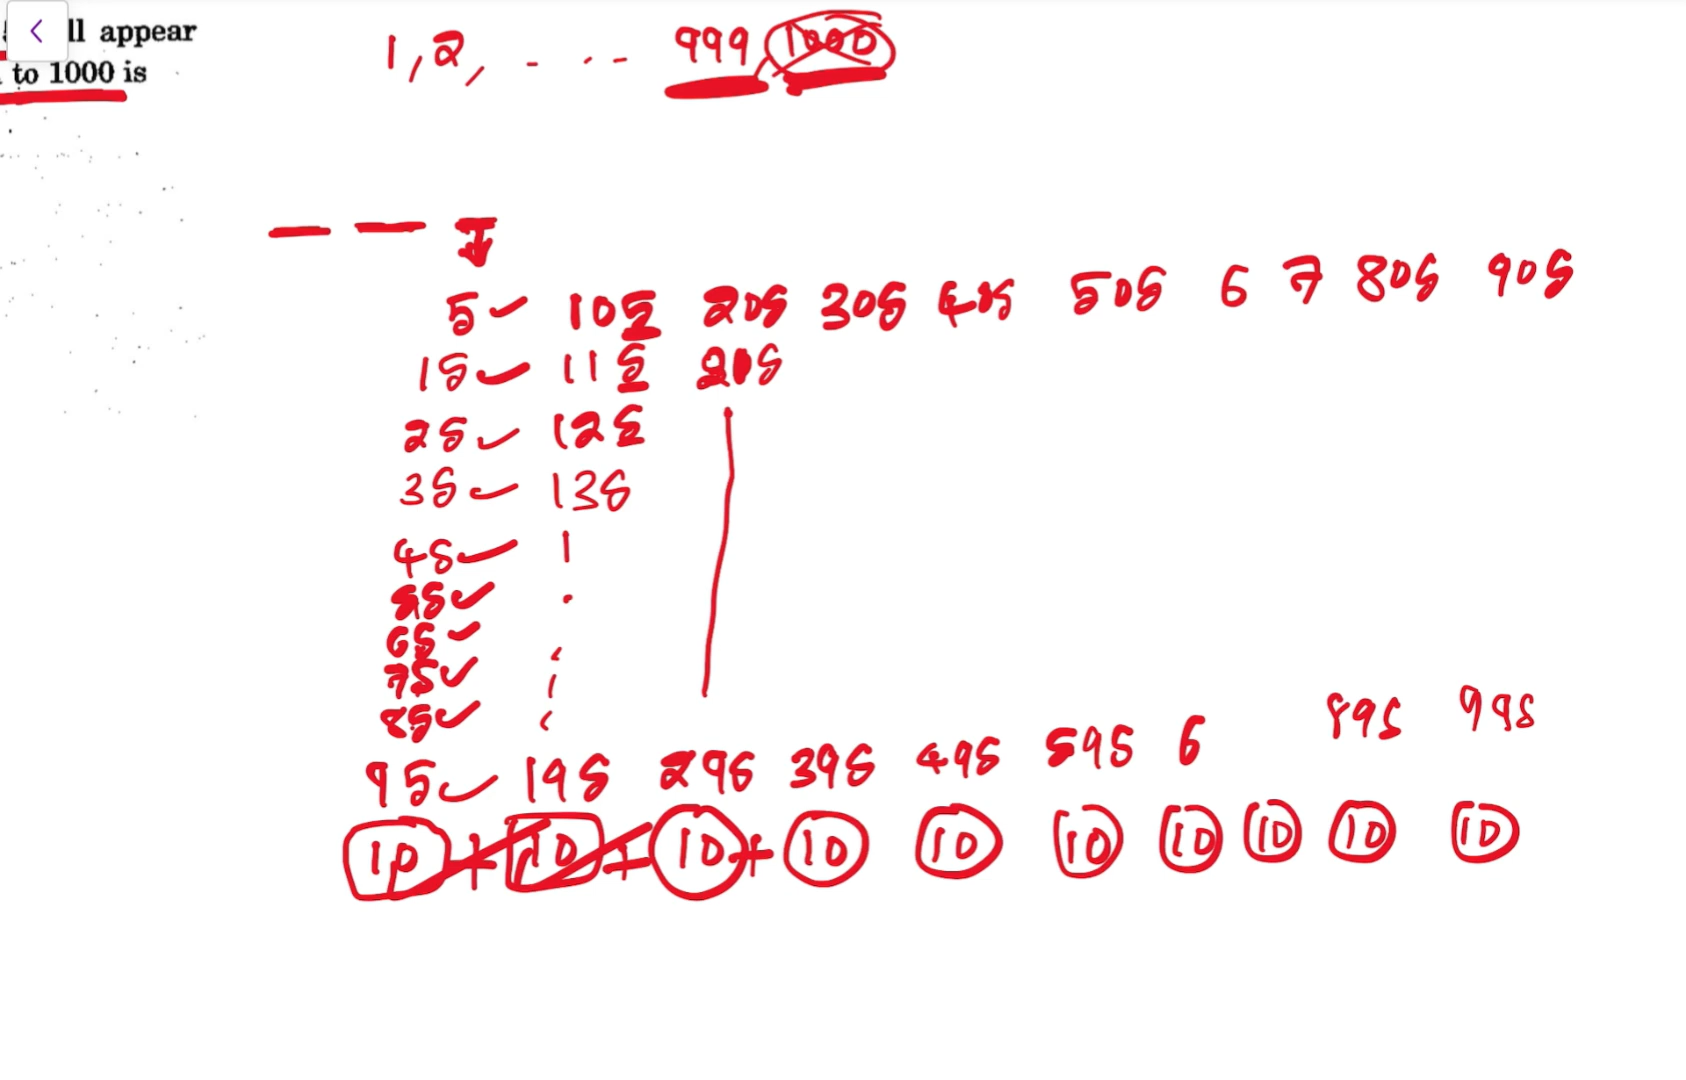 ll appear
to 1000 is
1, 2, - .. - 999, 1000
5 105 205 305 405 505 6 7 805 905
15 115 205
25 125
35 135
45 1
55
65
75
85
95 195 295 395 495 595 6 895 995
10 + 10 + 10 + 10 10 10 10 10 10 10